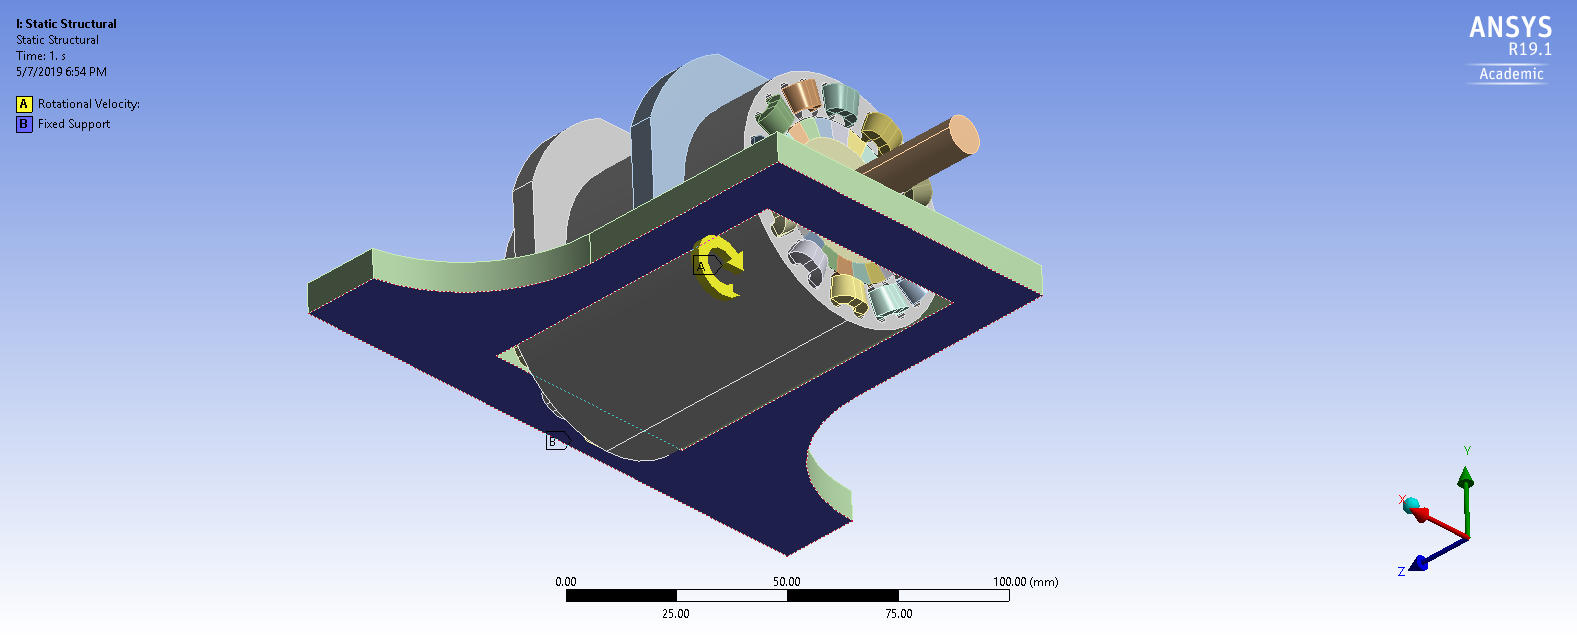 I: Static Structural
Static Structural
Time: 1. s
5/7/2019 6:54 PM
A Rotational Velocity:
B Fixed Support
ANSYS
R19.1
Academic
A
B
Y
X
Z
0.00 50.00 100.00 (mm)
25.00 75.00